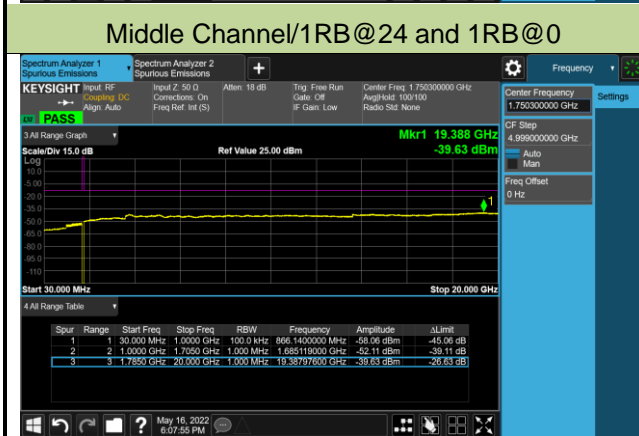 Middle Channel/1RB@24 and 1RB@0
Spectrum Analyzer 1
Spurious Emissions
Spectrum Analyzer 2
Spurious Emissions
+
Frequency
KEYSIGHT
Input: RF
Coupling: DC
Align: Auto
Input Z: 50 Ω
Corrections: On
Freq Ref: Int (S)
Atten: 18 dB
Trig: Free Run
Gate: Off
IF Gain: Low
Center Freq: 1.750300000 GHz
Avg|Hold: 100/100
Radio Std: None
PASS
Center Frequency
1.750300000 GHz
Settings
CF Step
4.999000000 GHz
Auto
Man
Freq Offset
0 Hz
3 All Range Graph
Mkr1 19.388 GHz
Scale/Div 15.0 dB
Ref Value 25.00 dBm
-39.63 dBm
Log
10.0
-5.00
-20.0
-35.0
-50.0
-65.0
-80.0
-95.0
-110
1
Start 30.000 MHz
Stop 20.000 GHz
4 All Range Table
Spur Range Start Freq Stop Freq RBW Frequency Amplitude ΔLimit
1 1 30.000 MHz 1.0000 GHz 100.0 kHz 866.1400000 MHz -58.06 dBm -45.06 dB
2 2 1.0000 GHz 1.7050 GHz 1.000 MHz 1.685119000 GHz -52.11 dBm -39.11 dB
3 3 1.7850 GHz 20.000 GHz 1.000 MHz 19.38797600 GHz -39.63 dBm -26.63 dB
?
May 16, 2022
6:07:55 PM